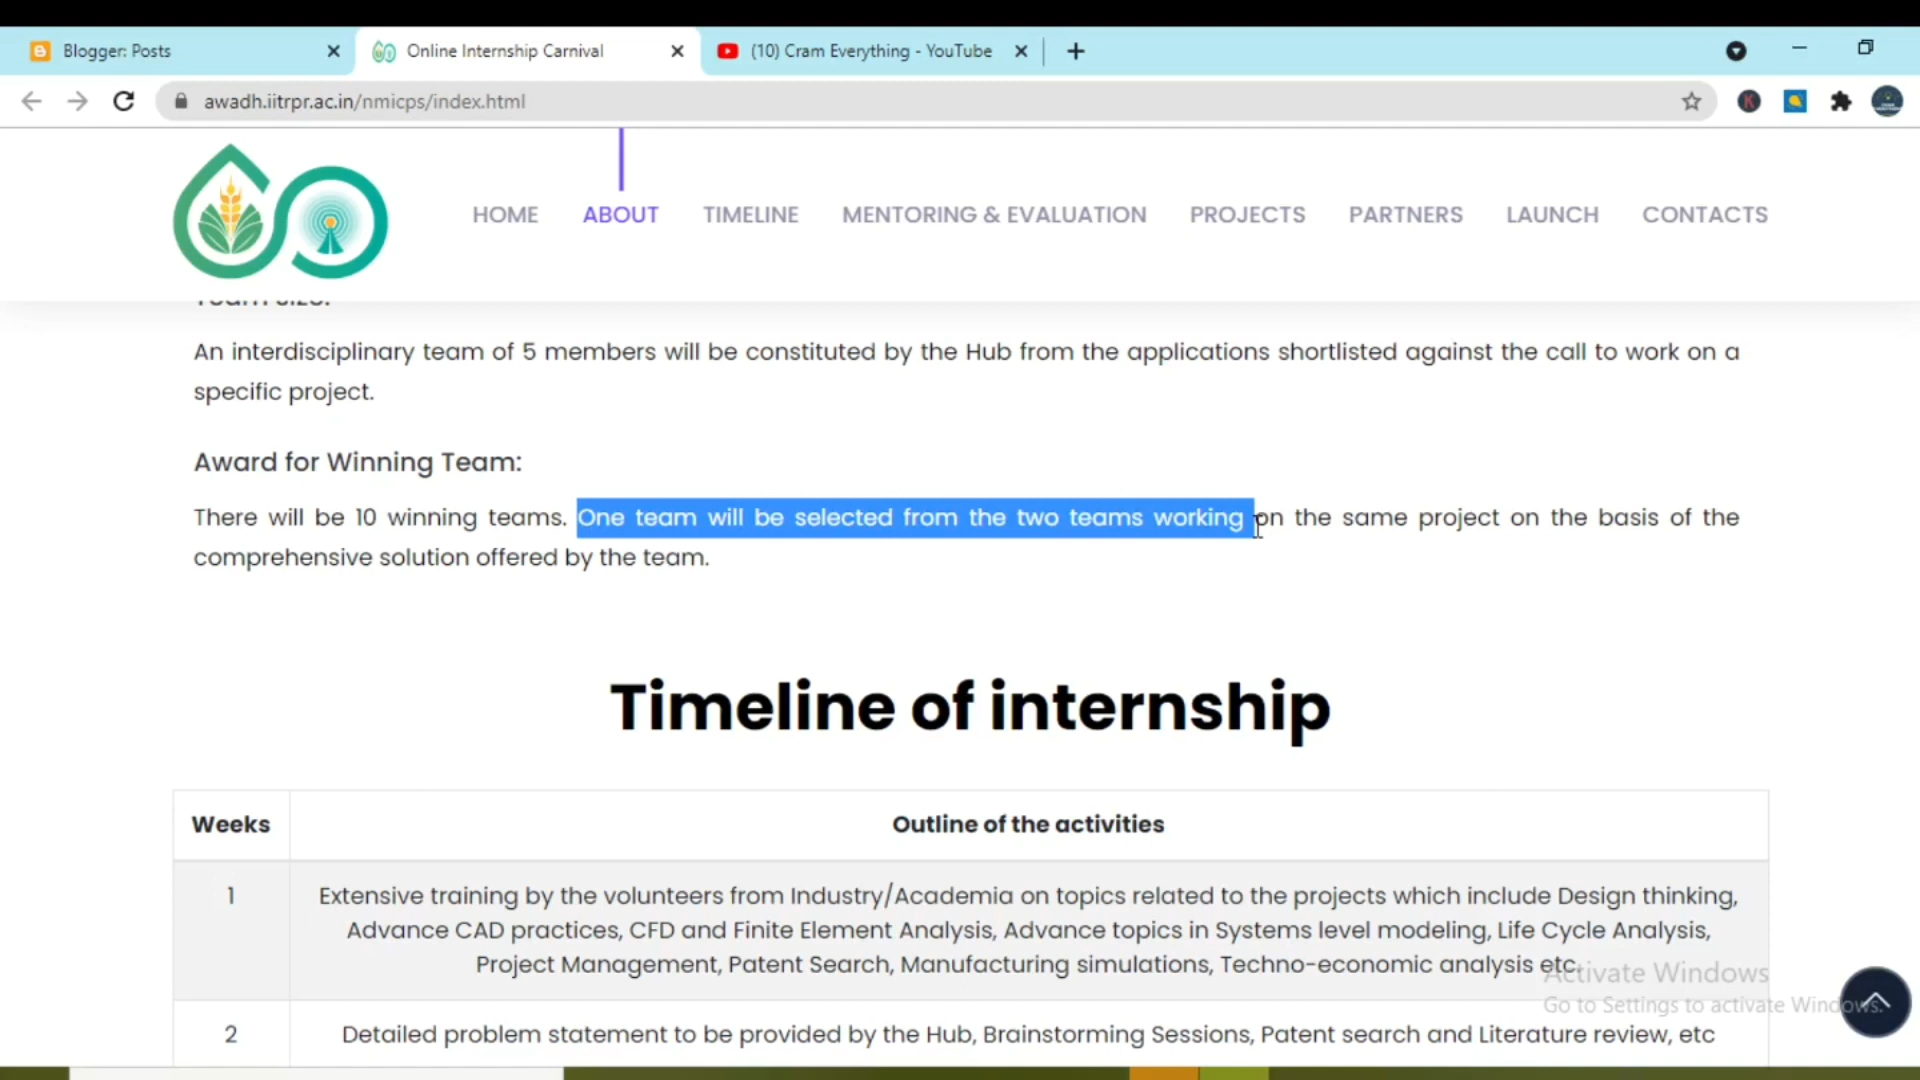 Blogger: Posts
Online Internship Carnival
(10) Cram Everything - YouTube
awadh.iitrpr.ac.in/nmicps/index.html
HOME
ABOUT
TIMELINE
MENTORING & EVALUATION
PROJECTS
PARTNERS
LAUNCH
CONTACTS
An interdisciplinary team of 5 members will be constituted by the Hub from the applications shortlisted against the call to work on a
specific project.
Award for Winning Team:
There will be 10 winning teams. One team will be selected from the two teams working on the same project on the basis of the
comprehensive solution offered by the team.
Timeline of internship
Weeks
Outline of the activities
1
Extensive training by the volunteers from Industry/Academia on topics related to the projects which include Design thinking,
Advance CAD practices, CFD and Finite Element Analysis, Advance topics in Systems level modeling, Life Cycle Analysis,
Project Management, Patent Search, Manufacturing simulations, Techno-economic analysis etc
Activate Windows
Go to Settings to activate Windows.
2
Detailed problem statement to be provided by the Hub, Brainstorming Sessions, Patent search and Literature review, etc